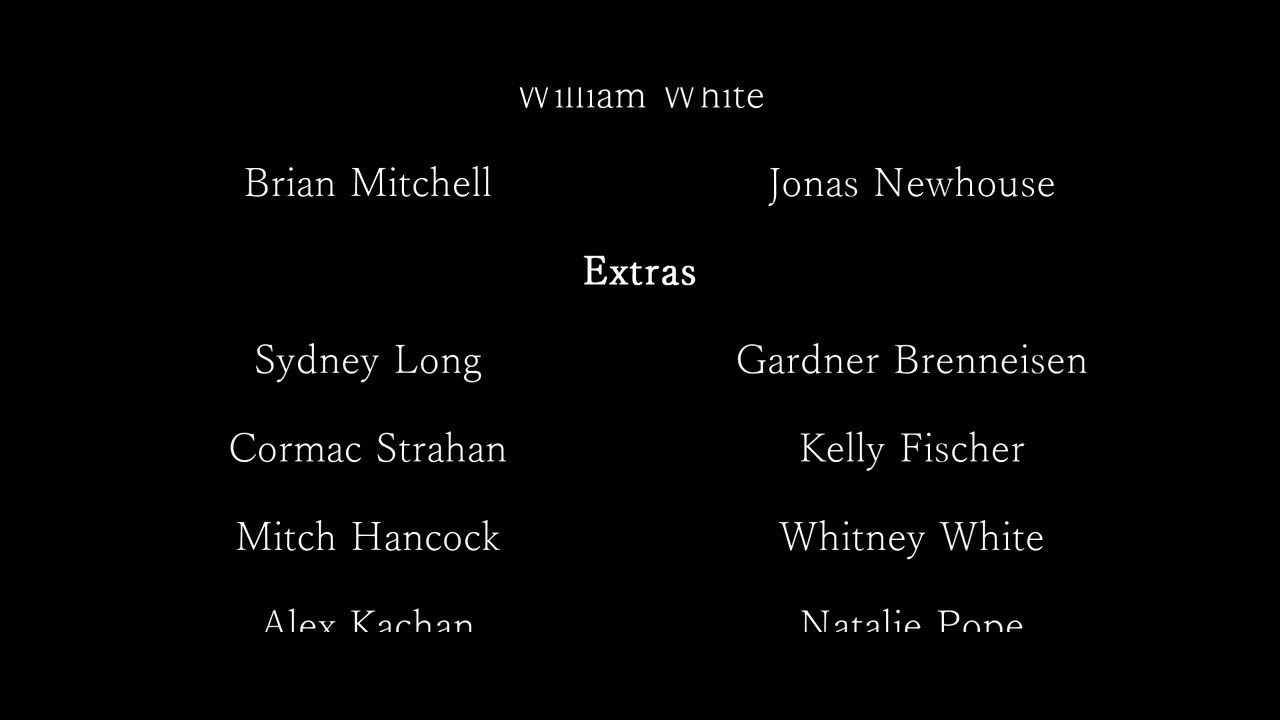 William White
Brian Mitchell Jonas Newhouse
Extras
Sydney Long Gardner Brenneisen
Cormac Strahan Kelly Fischer
Mitch Hancock Whitney White
Alex Kachan Natalie Pope